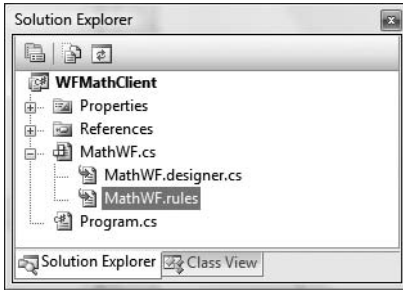 Solution Explorer
WFMathClient
Properties
References
MathWF.cs
MathWF.designer.cs
MathWF.rules
Program.cs
Solution Explorer Class View